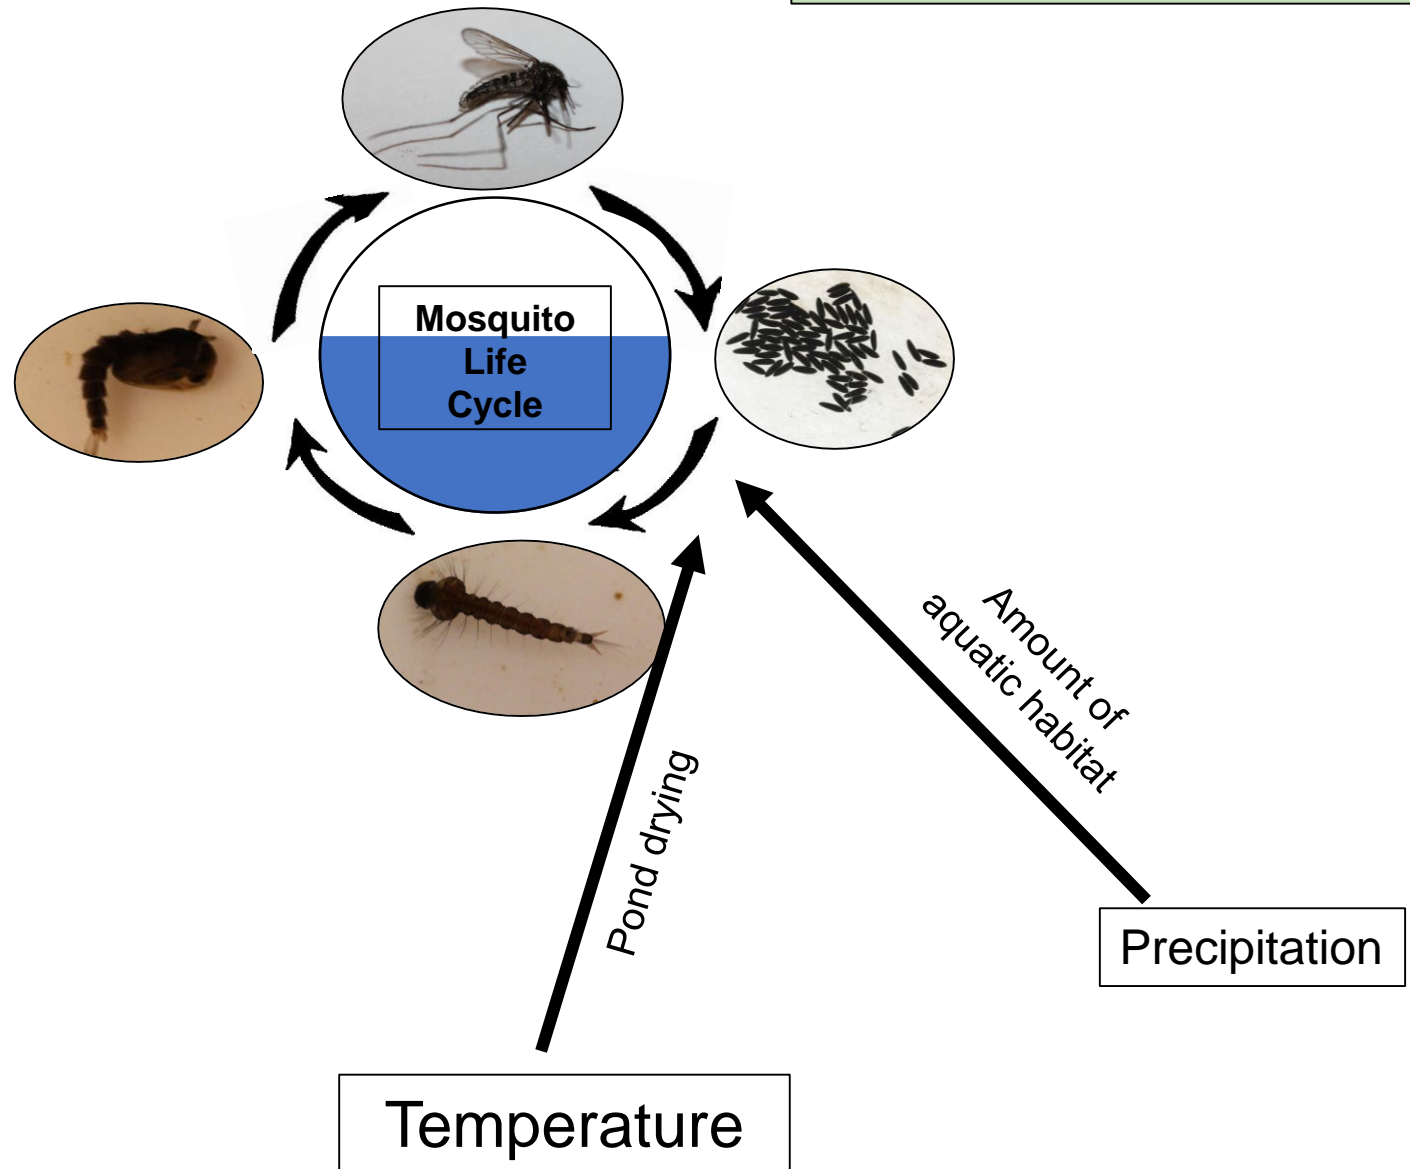 Mosquito
Life
Cycle
Amount of
aquatic habitat
Pond drying
Precipitation
Temperature